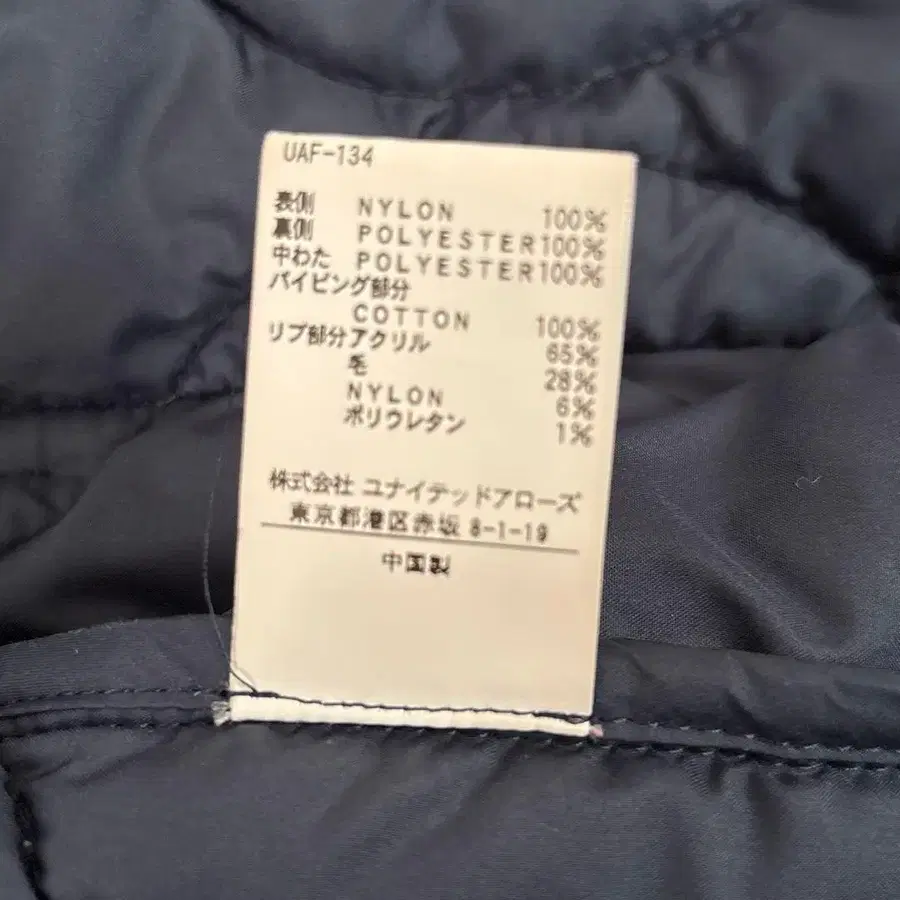 UAF-134
表側 NYLON 100%
裏側 POLYESTER100%
中わた POLYESTER100%
パイピング部分
COTTON 100%
リブ部分アクリル 65%
毛 28%
NYLON 6%
ポリウレタン 1%
株式会社 ユナイテッドアローズ
東京都港区赤坂 8-1-19
中国製